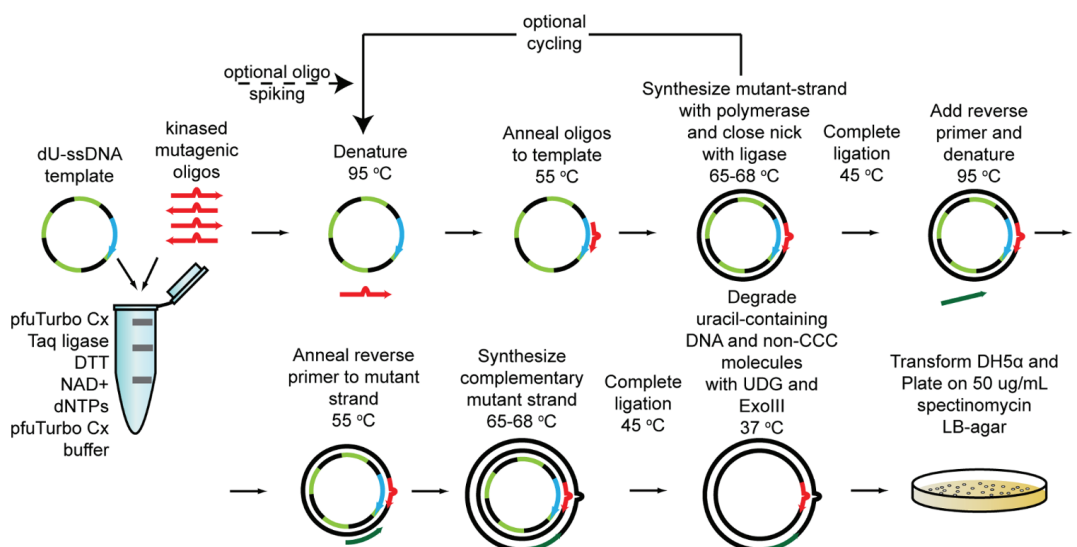 optional
cycling
optional oligo
spiking
dU-ssDNA
template
kinased
mutagenic
oligos
Denature
95 °C
Anneal oligos
to template
55 °C
Synthesize mutant-strand
with polymerase
and close nick
with ligase
65-68 °C
Complete
ligation
45 °C
Add reverse
primer and
denature
95 °C
pfuTurbo Cx
Taq ligase
DTT
NAD+
dNTPs
pfuTurbo Cx
buffer
Anneal reverse
primer to mutant
strand
55 °C
Synthesize
complementary
mutant strand
65-68 °C
Complete
ligation
45 °C
Degrade
uracil-containing
DNA and non-CCC
molecules
with UDG and
ExoIII
37 °C
Transform DH5α and
Plate on 50 ug/mL
spectinomycin
LB-agar